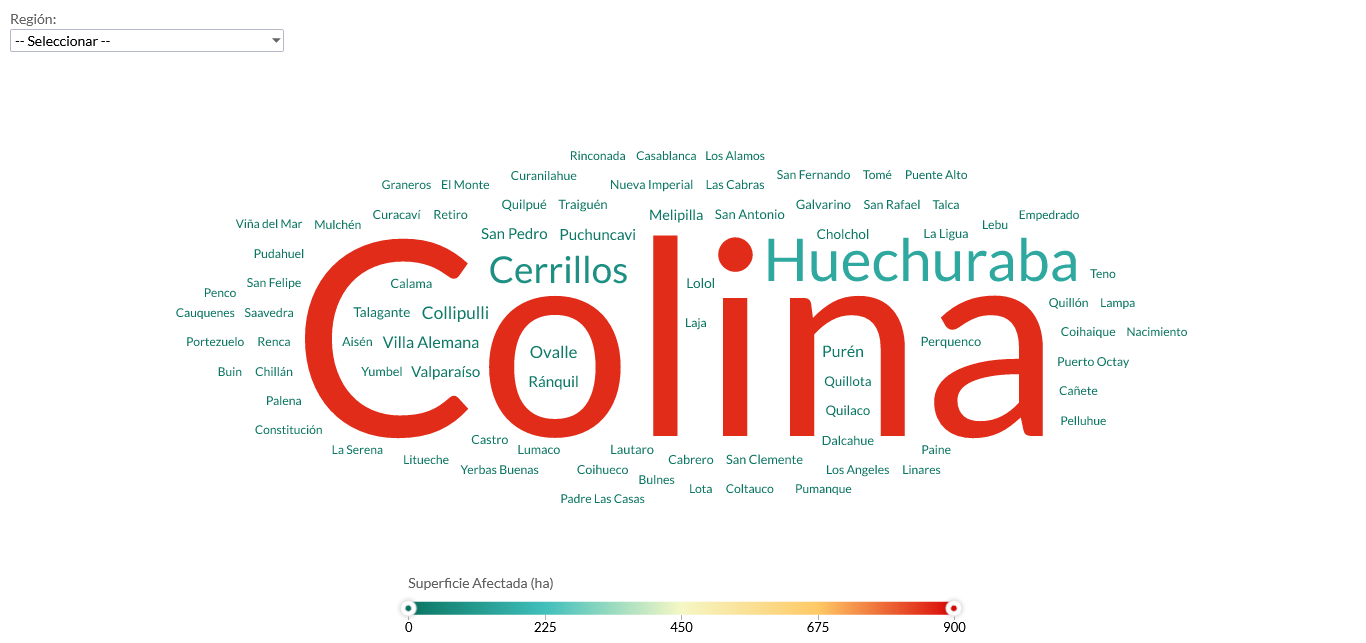 Región:
-- Seleccionar --
Rinconada Casablanca Los Alamos
Curanilahue San Fernando Tomé Puente Alto
Graneros El Monte Nueva Imperial Las Cabras
Quilpué Traiguén Galvarino San Rafael Talca
Curacaví Retiro Melipilla San Antonio Empedrado
Viña del Mar Mulchén Lebu
San Pedro Puchuncavi Cholchol La Ligua
Pudahuel Cerrillos Huechuraba
Teno
San Felipe Calama Lolol
Penco Quillón Lampa
Cauquenes Saavedra Talagante Collipulli Laja
Colina
Coihaique Nacimiento
Portezuelo Renca Aisén Villa Alemana Perquenco
Ovalle Purén
Puerto Octay
Buin Chillán Yumbel Valparaíso
Ránquil Quillota
Cañete
Palena Quilaco
Pelluhue
Constitución
Castro Dalcahue
La Serena Lumaco Lautaro Paine
Litueche Cabrero San Clemente
Yerbas Buenas Coihueco Los Angeles Linares
Bulnes
Lota Coltauco Pumanque
Padre Las Casas
Superficie Afectada (ha)
0 225 450 675 900